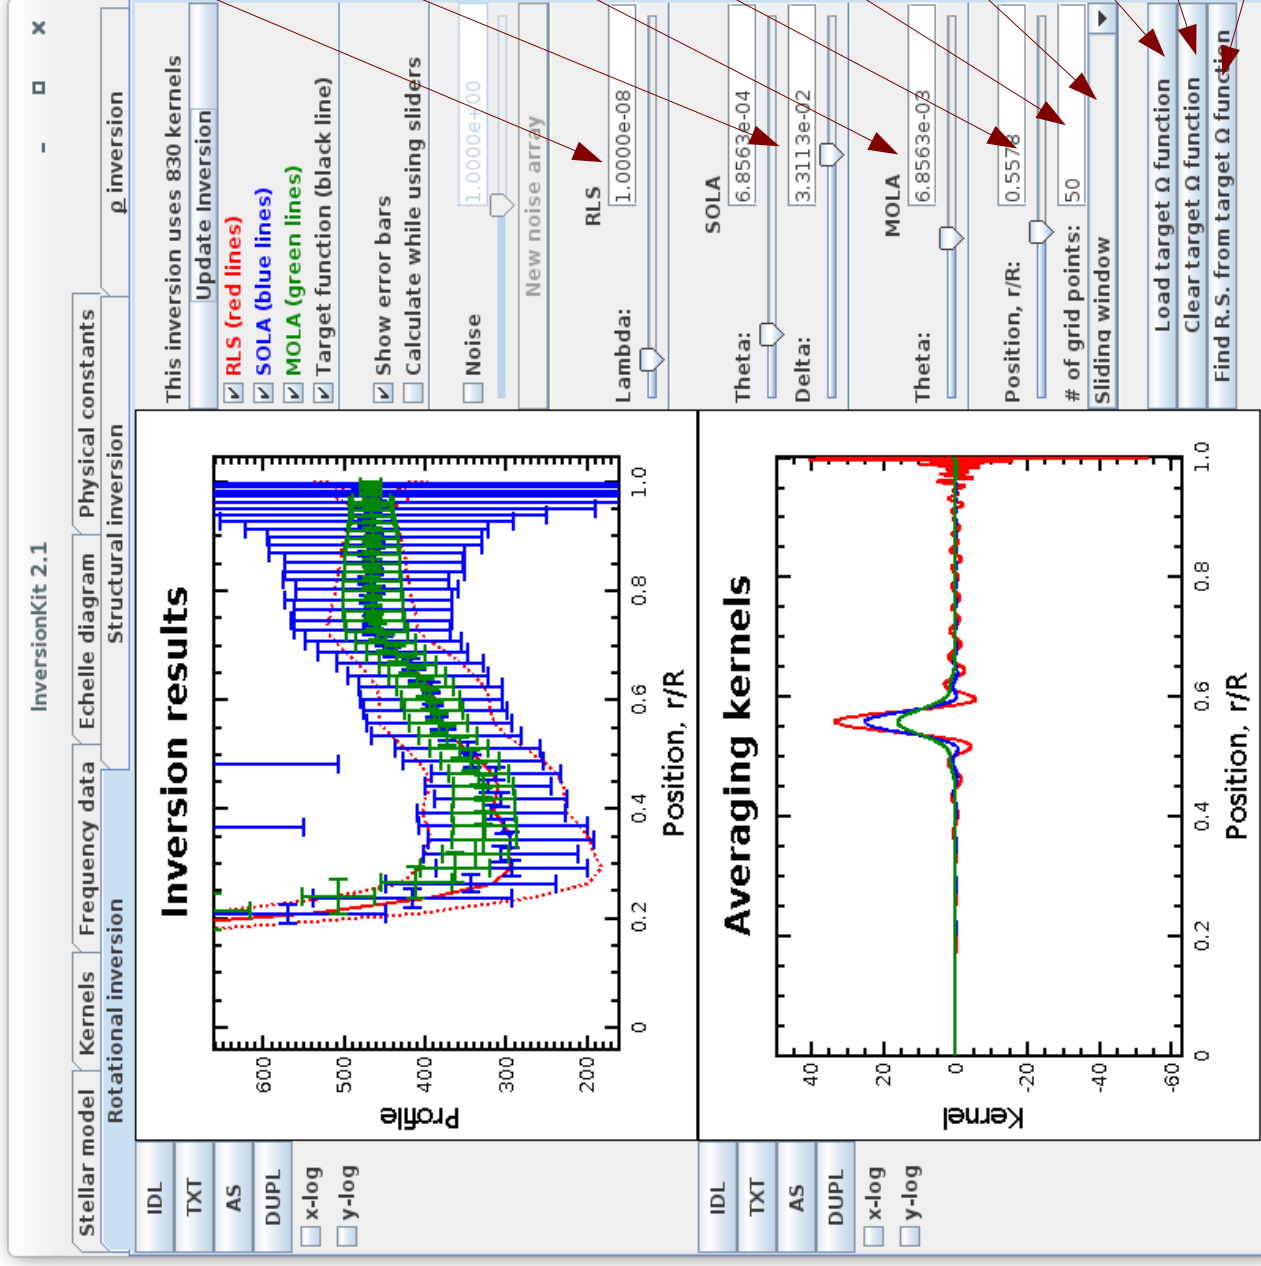 InversionKit 2.1
Stellar model
Kernels
Frequency data
Echelle diagram
Physical constants
Rotational inversion
Structural inversion
ρ inversion
IDL
TXT
AS
DUPL
x-log
y-log
Inversion results
Profile
600
500
400
300
200
0
0.2
0.4
0.6
0.8
1.0
Position, r/R
IDL
TXT
AS
DUPL
x-log
y-log
Averaging kernels
Kernel
40
20
0
-20
-40
-60
0
0.2
0.4
0.6
0.8
1.0
Position, r/R
This inversion uses 830 kernels
Update Inversion
RLS (red lines)
SOLA (blue lines)
MOLA (green lines)
Target function (black line)
Show error bars
Calculate while using sliders
Noise 1.0000e+00
New noise array
RLS
Lambda: 1.0000e-08
SOLA
Theta: 6.8563e-04
Delta: 3.3113e-02
MOLA
Theta: 6.8563e-03
Position, r/R: 0.5578
# of grid points: 50
Sliding window
Load target Ω function
Clear target Ω function
Find R.S. from target Ω function